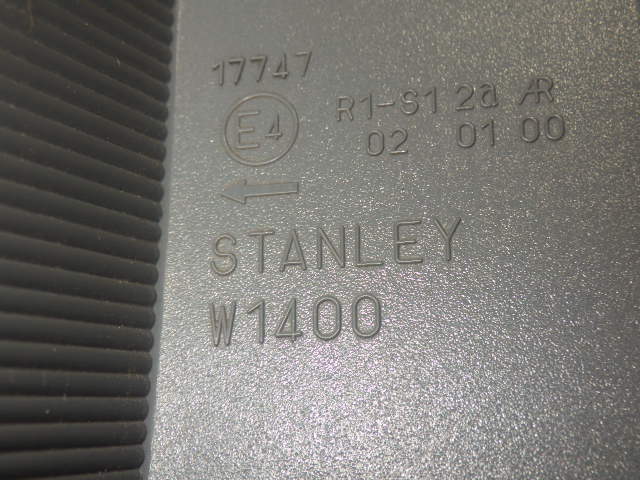 17747
E4 R1-S1 2a AR
02 01 00
←
STANLEY
W1400